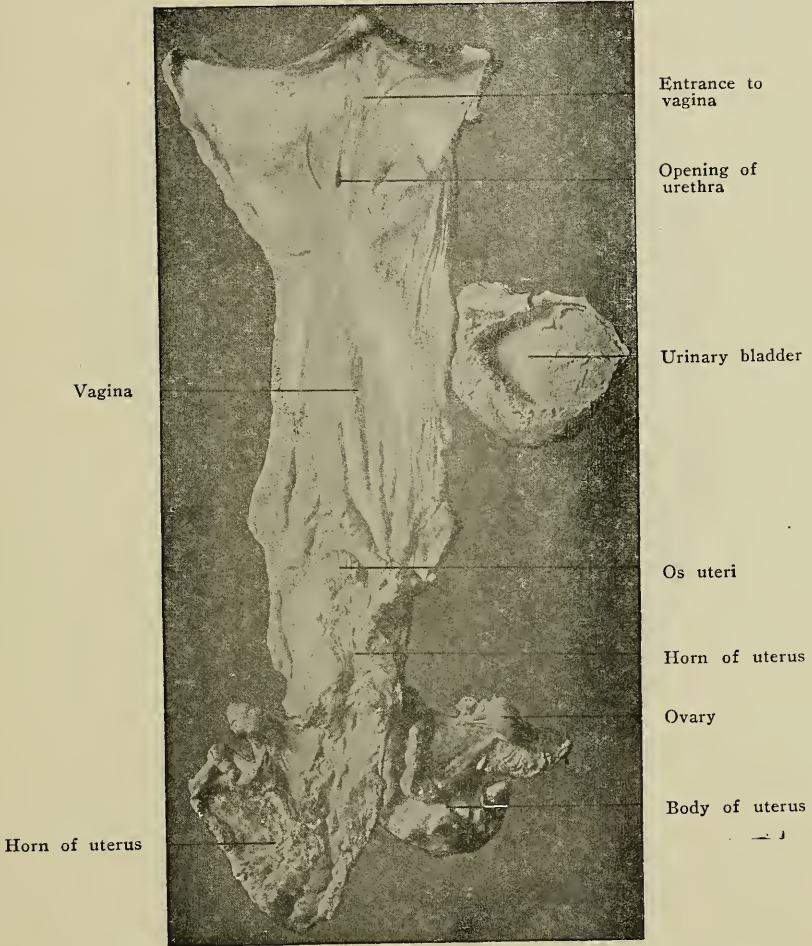 Entrance to
vagina
Opening of
urethra
Urinary bladder
Vagina
Os uteri
Horn of uterus
Ovary
Body of uterus
Horn of uterus